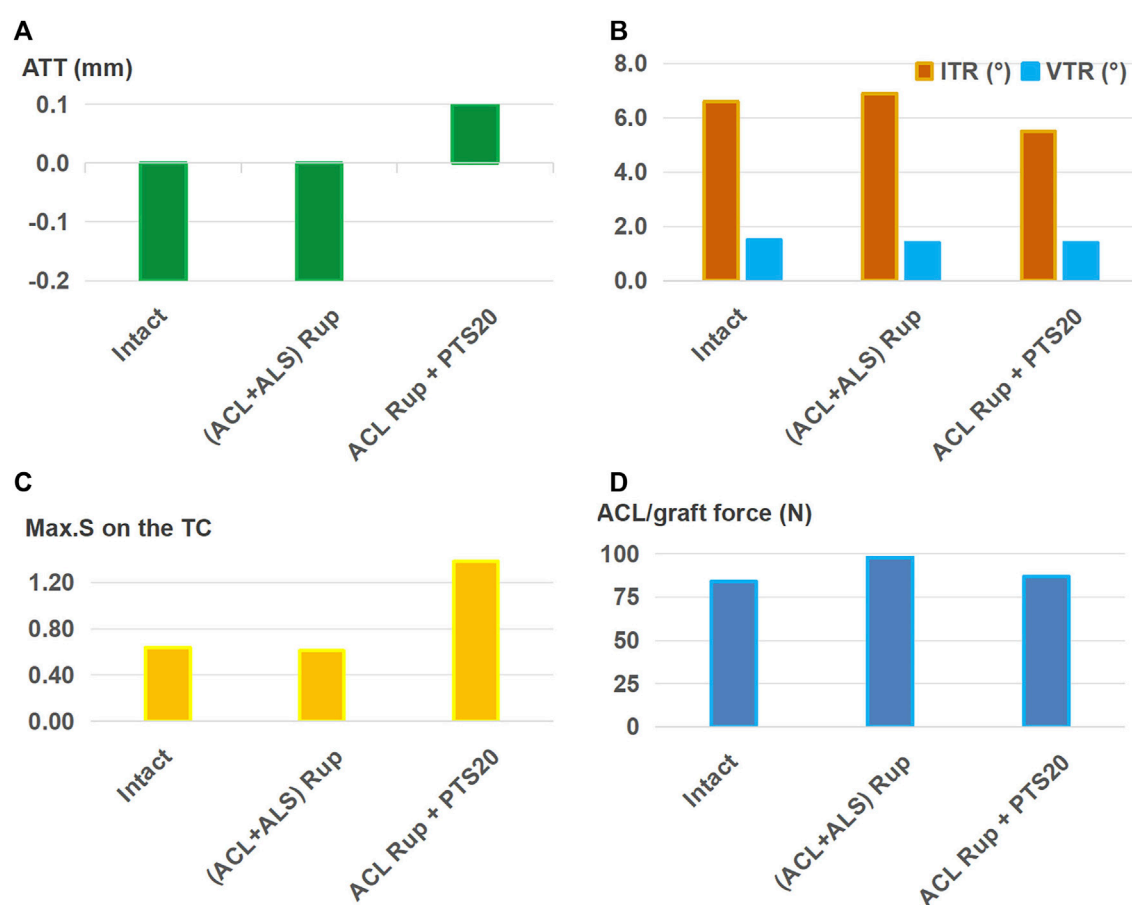 A
ATT (mm)
0.1
0.0
-0.1
-0.2
Intact
(ACL+ALS) Rup
ACL Rup + PTS20
B
ITR (°) VTR (°)
8.0
6.0
4.0
2.0
0.0
Intact
(ACL+ALS) Rup
ACL Rup + PTS20
C
Max.S on the TC
1.20
0.80
0.40
0.00
Intact
(ACL+ALS) Rup
ACL Rup + PTS20
D
ACL/graft force (N)
100
75
50
25
0
Intact
(ACL+ALS) Rup
ACL Rup + PTS20